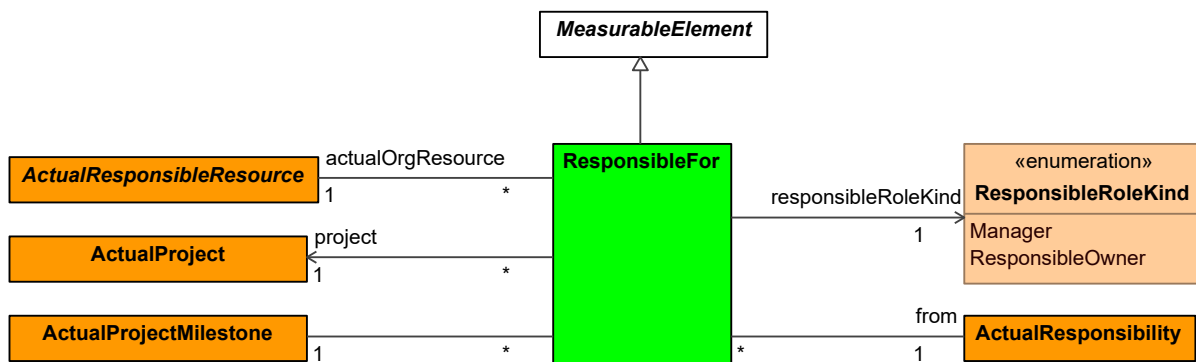 MeasurableElement
actualOrgResource
ActualResponsibleResource
1
*
ResponsibleFor
responsibleRoleKind
1
«enumeration»
ResponsibleRoleKind
Manager
ResponsibleOwner
project
ActualProject
1
*
ActualProjectMilestone
1
*
from
*
1
ActualResponsibility